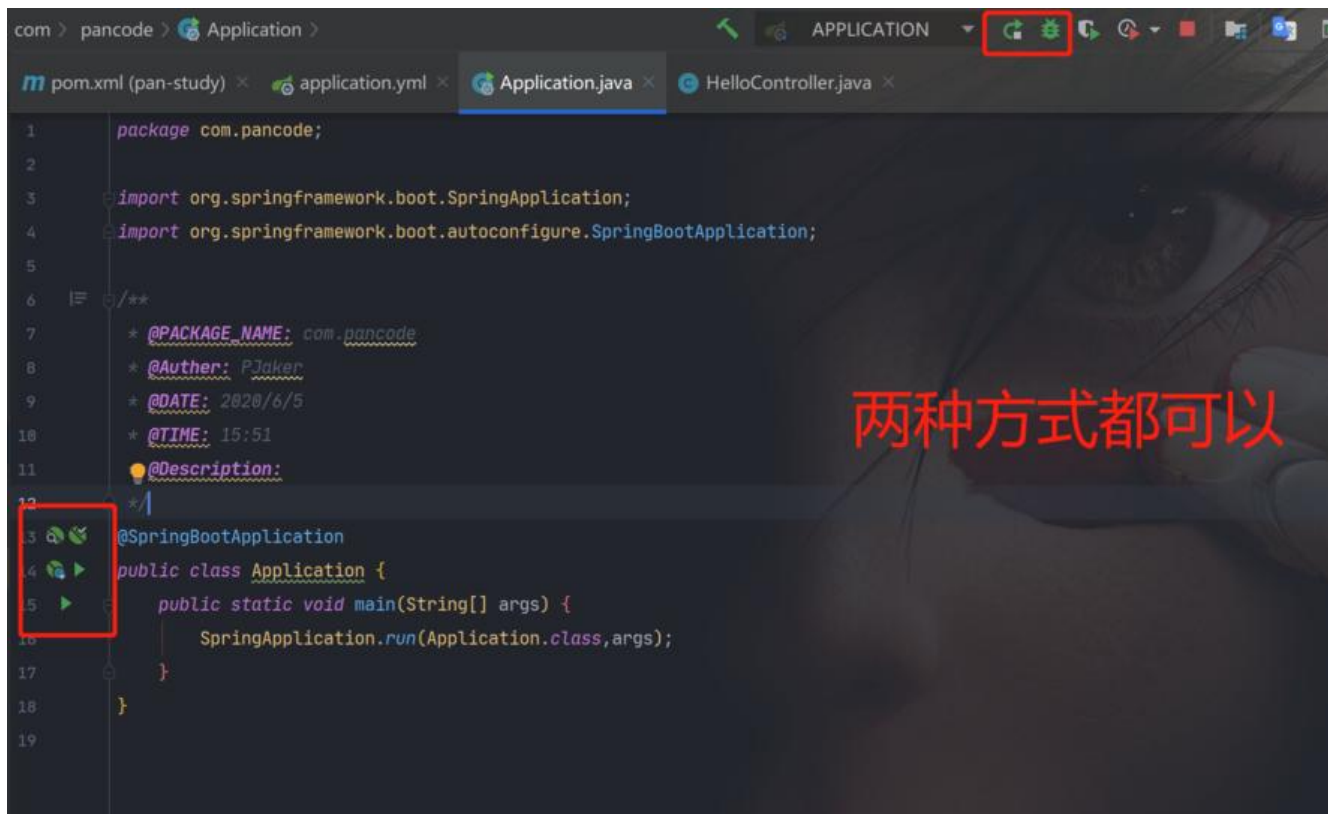 com > pancode > Application >
APPLICATION
m pom.xml (pan-study) × application.yml × Application.java × HelloController.java ×
1 package com.pancode;
2
3 import org.springframework.boot.SpringApplication;
4 import org.springframework.boot.autoconfigure.SpringBootApplication;
5
6 /**
7 * @PACKAGE_NAME: com.pancode
8 * @Auther: PJaker
9 * @DATE: 2020/6/5
10 * @TIME: 15:51
两种方式都可以
11 @Description:
12 */
13 @SpringBootApplication
14 public class Application {
15 public static void main(String[] args) {
16 SpringApplication.run(Application.class,args);
17 }
18 }
19